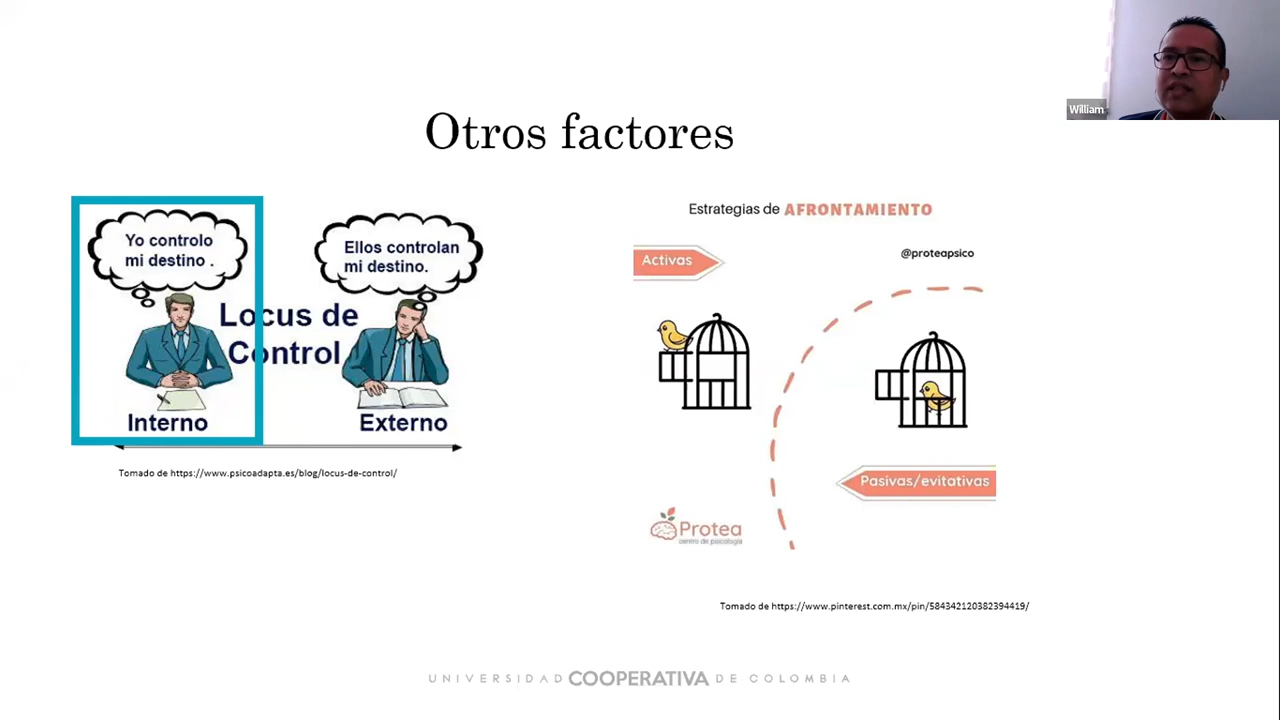 William
Otros factores
Yo controlo
mi destino .
Ellos controlan
mi destino.
Locus de
Control
Interno
Externo
Tomado de https://www.psicoadapta.es/blog/locus-de-control/
Estrategias de AFRONTAMIENTO
@proteapsico
Activas
Pasivas/evitativas
Protea
centro de psicología
Tomado de https://www.pinterest.com.mx/pin/584342120382394419/
UNIVERSIDAD COOPERATIVA DE COLOMBIA